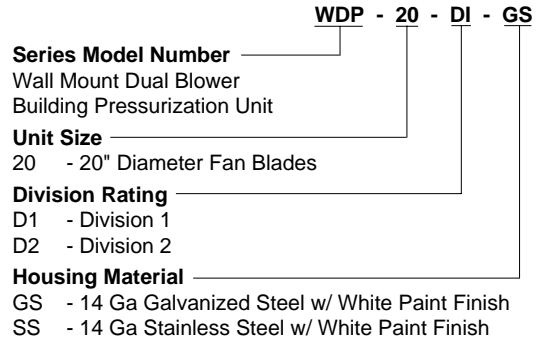 WDP - 20 - DI - GS
Series Model Number
Wall Mount Dual Blower
Building Pressurization Unit
Unit Size
20 - 20" Diameter Fan Blades
Division Rating
D1 - Division 1
D2 - Division 2
Housing Material
GS - 14 Ga Galvanized Steel w/ White Paint Finish
SS - 14 Ga Stainless Steel w/ White Paint Finish